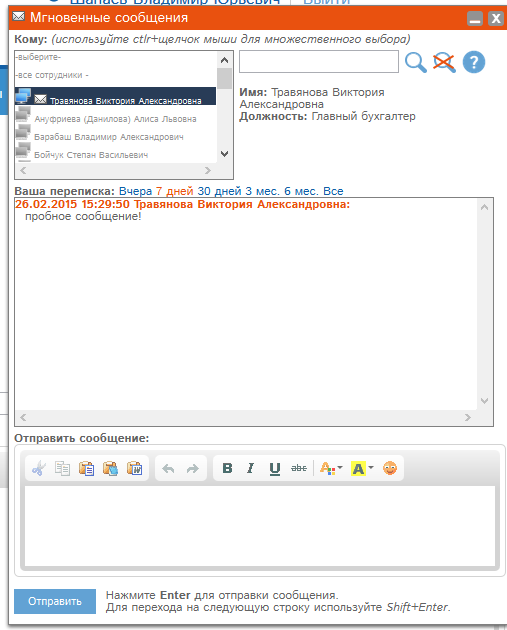 Шапась Владимир Юрьевич | Выйти
Мгновенные сообщения
Кому: (используйте ctlr+щелчок мыши для множественного выбора)
-выберите-
-все сотрудники -
Травянова Виктория Александровна
Ануфриева (Данилова) Алиса Львовна
Барабаш Владимир Александрович
Бойчук Степан Васильевич
Имя: Травянова Виктория
Александровна
Должность: Главный бухгалтер
Ваша переписка: Вчера 7 дней 30 дней 3 мес. 6 мес. Все
26.02.2015 15:29:50 Травянова Виктория Александровна:
пробное сообщение!
Отправить сообщение:
B I U abc A A
Отправить
Нажмите Enter для отправки сообщения.
Для перехода на следующую строку используйте Shift+Enter.